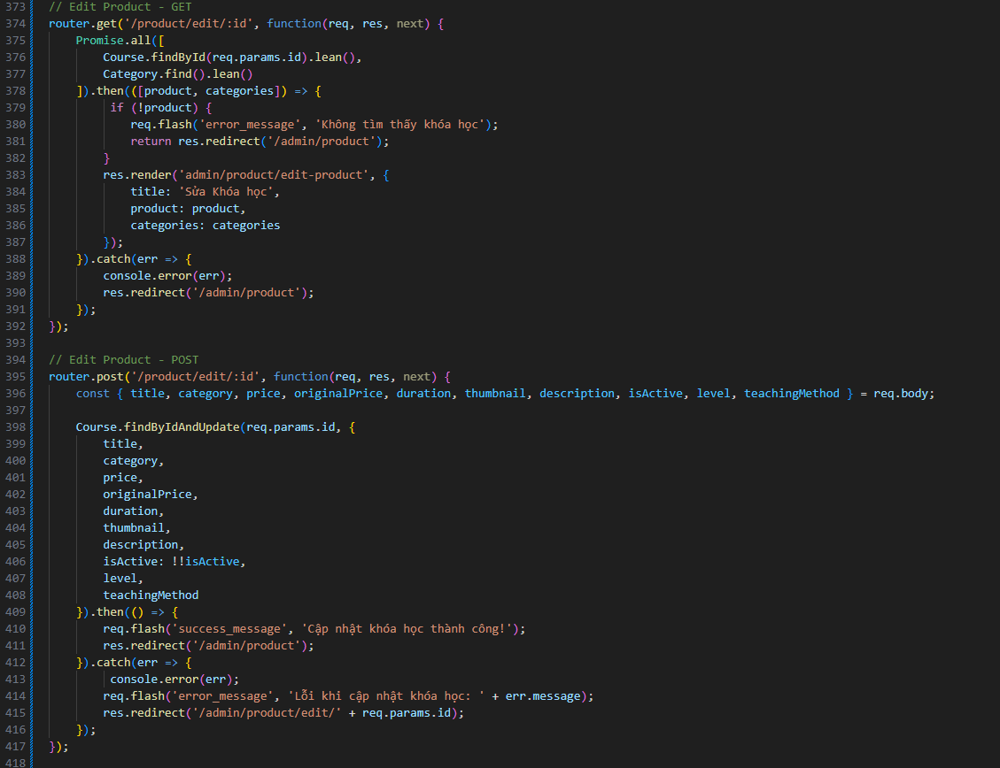 373 // Edit Product - GET
374 router.get('/product/edit/:id', function(req, res, next) {
375     Promise.all([
376         Course.findById(req.params.id).lean(),
377         Category.find().lean()
378     ]).then(([product, categories]) => {
379          if (!product) {
380             req.flash('error_message', 'Không tìm thấy khóa học');
381             return res.redirect('/admin/product');
382         }
383         res.render('admin/product/edit-product', {
384             title: 'Sửa Khóa học',
385             product: product,
386             categories: categories
387         });
388     }).catch(err => {
389         console.error(err);
390         res.redirect('/admin/product');
391     });
392 });
393
394 // Edit Product - POST
395 router.post('/product/edit/:id', function(req, res, next) {
396     const { title, category, price, originalPrice, duration, thumbnail, description, isActive, level, teachingMethod } = req.body;
397
398     Course.findByIdAndUpdate(req.params.id, {
399         title,
400         category,
401         price,
402         originalPrice,
403         duration,
404         thumbnail,
405         description,
406         isActive: !!isActive,
407         level,
408         teachingMethod
409     }).then(() => {
410         req.flash('success_message', 'Cập nhật khóa học thành công!');
411         res.redirect('/admin/product');
412     }).catch(err => {
413          console.error(err);
414         req.flash('error_message', 'Lỗi khi cập nhật khóa học: ' + err.message);
415         res.redirect('/admin/product/edit/' + req.params.id);
416     });
417 });
418